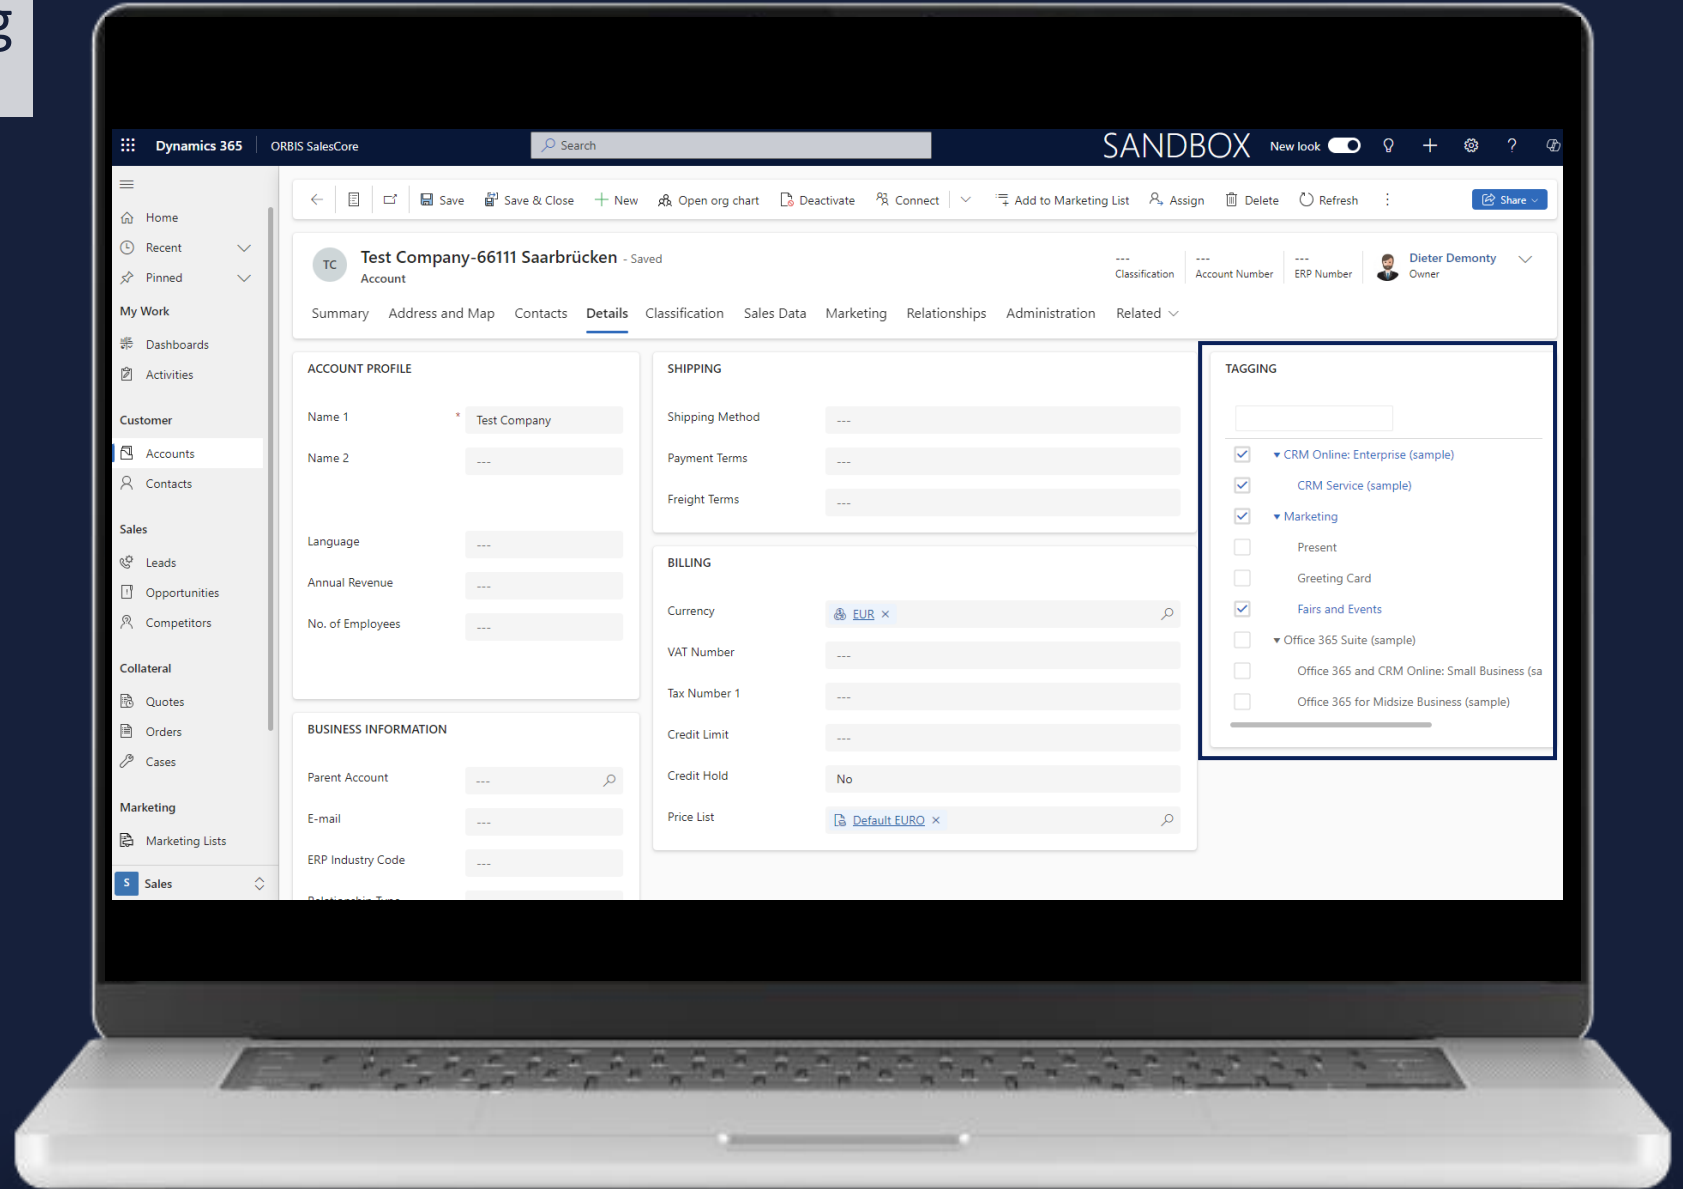 g
Dynamics 365 ORBIS SalesCore Search SANDBOX New look
Save Save & Close New Open org chart Deactivate Connect Add to Marketing List Assign Delete Refresh Share
Home
Recent
Pinned
My Work
Dashboards
Activities
Customer
Accounts
Contacts
Sales
Leads
Opportunities
Competitors
Collateral
Quotes
Orders
Cases
Marketing
Marketing Lists
S Sales
TC
Test Company-66111 Saarbrücken - Saved
Account
--- Classification
--- Account Number
--- ERP Number
Dieter Demonty
Owner
Summary Address and Map Contacts Details Classification Sales Data Marketing Relationships Administration Related
ACCOUNT PROFILE
Name 1 * Test Company
Name 2 ---
Language ---
Annual Revenue ---
No. of Employees ---
BUSINESS INFORMATION
Parent Account ---
E-mail ---
ERP Industry Code ---
Relationship Type
SHIPPING
Shipping Method ---
Payment Terms ---
Freight Terms ---
BILLING
Currency EUR ×
VAT Number ---
Tax Number 1 ---
Credit Limit ---
Credit Hold No
Price List Default EURO ×
TAGGING
CRM Online: Enterprise (sample)
CRM Service (sample)
Marketing
Present
Greeting Card
Fairs and Events
Office 365 Suite (sample)
Office 365 and CRM Online: Small Business (sa
Office 365 for Midsize Business (sample)